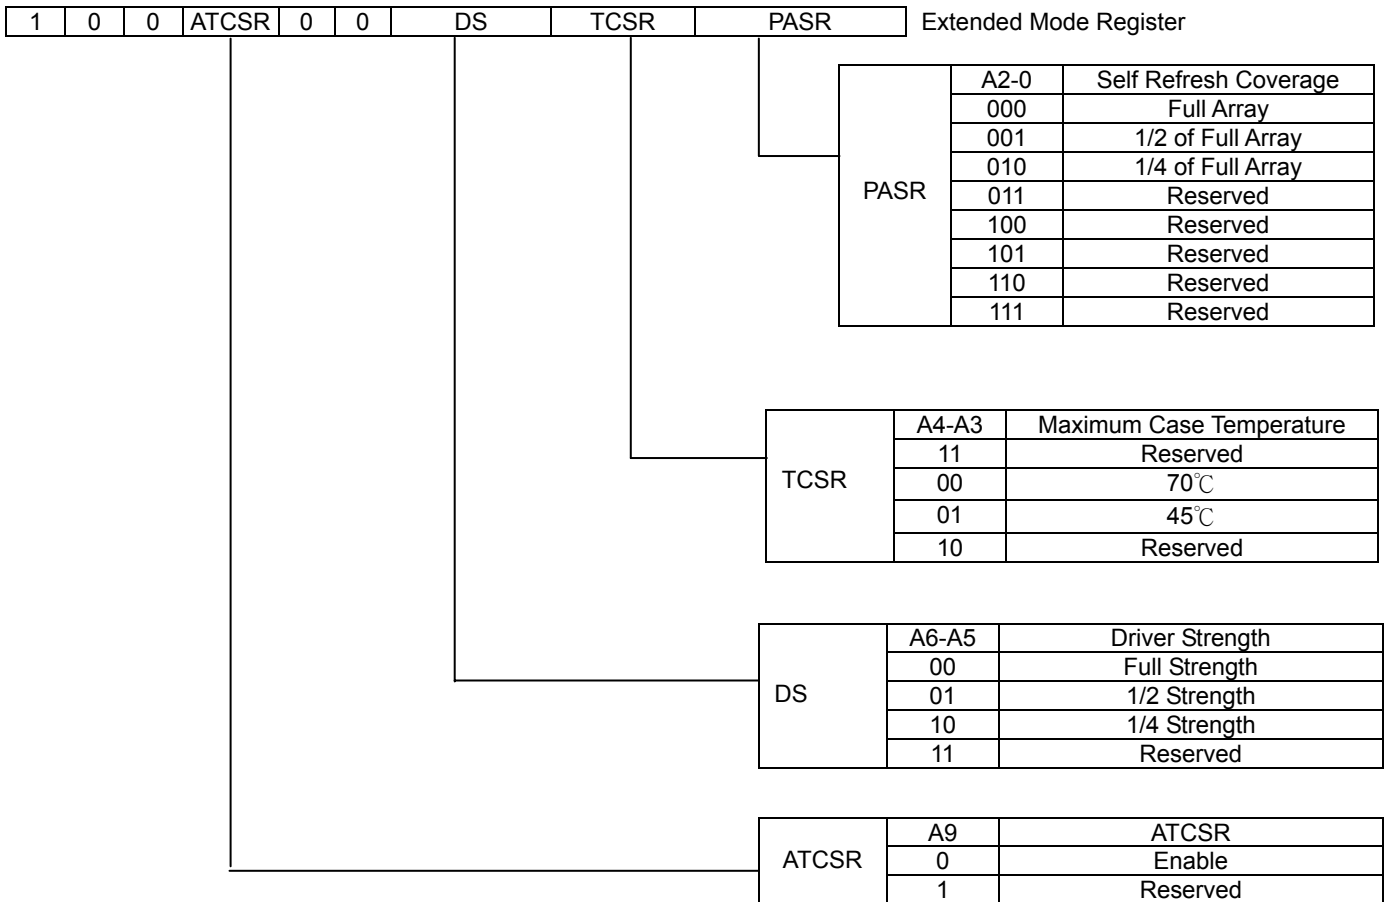 1 0 0 ATCSR 0 0 DS TCSR PASR Extended Mode Register
PASR
A2-0 Self Refresh Coverage
000 Full Array
001 1/2 of Full Array
010 1/4 of Full Array
011 Reserved
100 Reserved
101 Reserved
110 Reserved
111 Reserved
TCSR
A4-A3 Maximum Case Temperature
11 Reserved
00 70℃
01 45℃
10 Reserved
DS
A6-A5 Driver Strength
00 Full Strength
01 1/2 Strength
10 1/4 Strength
11 Reserved
ATCSR
A9 ATCSR
0 Enable
1 Reserved